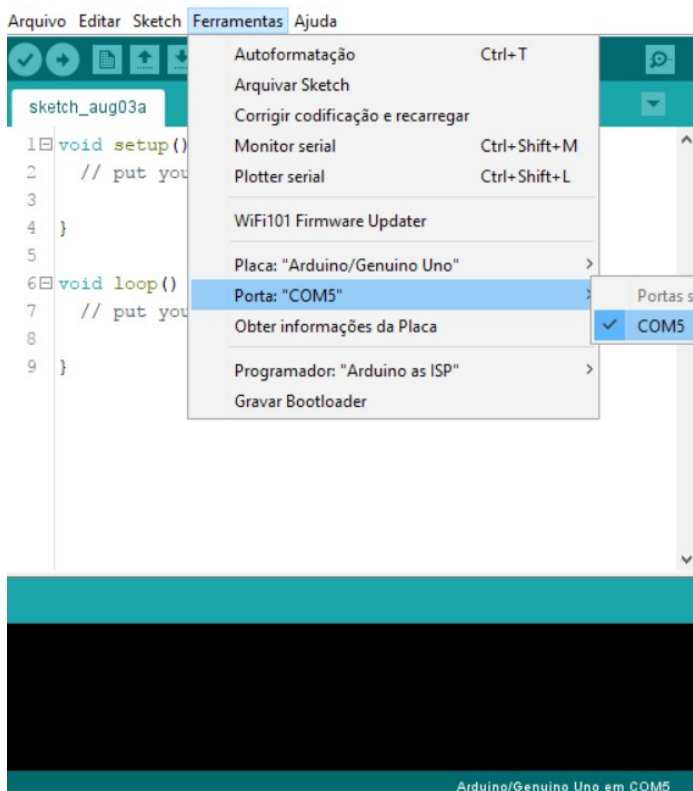 Arquivo Editar Sketch Ferramentas Ajuda
sketch_aug03a
1 void setup()
2 // put you
3
4 }
5
6 void loop()
7 // put you
8
9 }
Autoformatação Ctrl+T
Arquivar Sketch
Corrigir codificação e recarregar
Monitor serial Ctrl+Shift+M
Plotter serial Ctrl+Shift+L
WiFi101 Firmware Updater
Placa: "Arduino/Genuino Uno"
Porta: "COM5"
Obter informações da Placa
Programador: "Arduino as ISP"
Gravar Bootloader
Portas s
COM5
Arduino/Genuino Uno em COM5